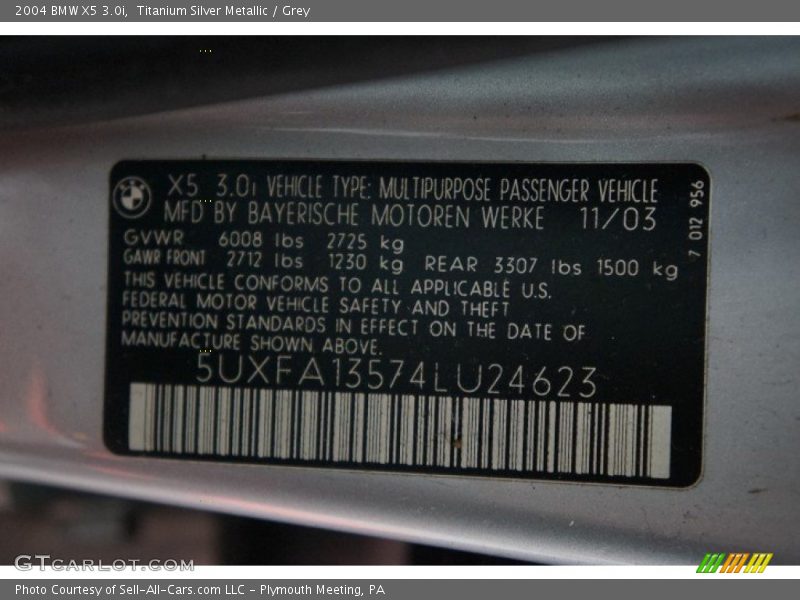 2004 BMW X5 3.0i, Titanium Silver Metallic / Grey
X5 3.0i VEHICLE TYPE: MULTIPURPOSE PASSENGER VEHICLE
MFD BY BAYERISCHE MOTOREN WERKE 11/03
GVWR 6008 lbs 2725 kg
GAWR FRONT 2712 lbs 1230 kg REAR 3307 lbs 1500 kg
THIS VEHICLE CONFORMS TO ALL APPLICABLE U.S.
FEDERAL MOTOR VEHICLE SAFETY AND THEFT
PREVENTION STANDARDS IN EFFECT ON THE DATE OF
MANUFACTURE SHOWN ABOVE.
5UXFA13574LU24623
7 012 956
GTCARLOT.COM
Photo Courtesy of Sell-All-Cars.com LLC - Plymouth Meeting, PA